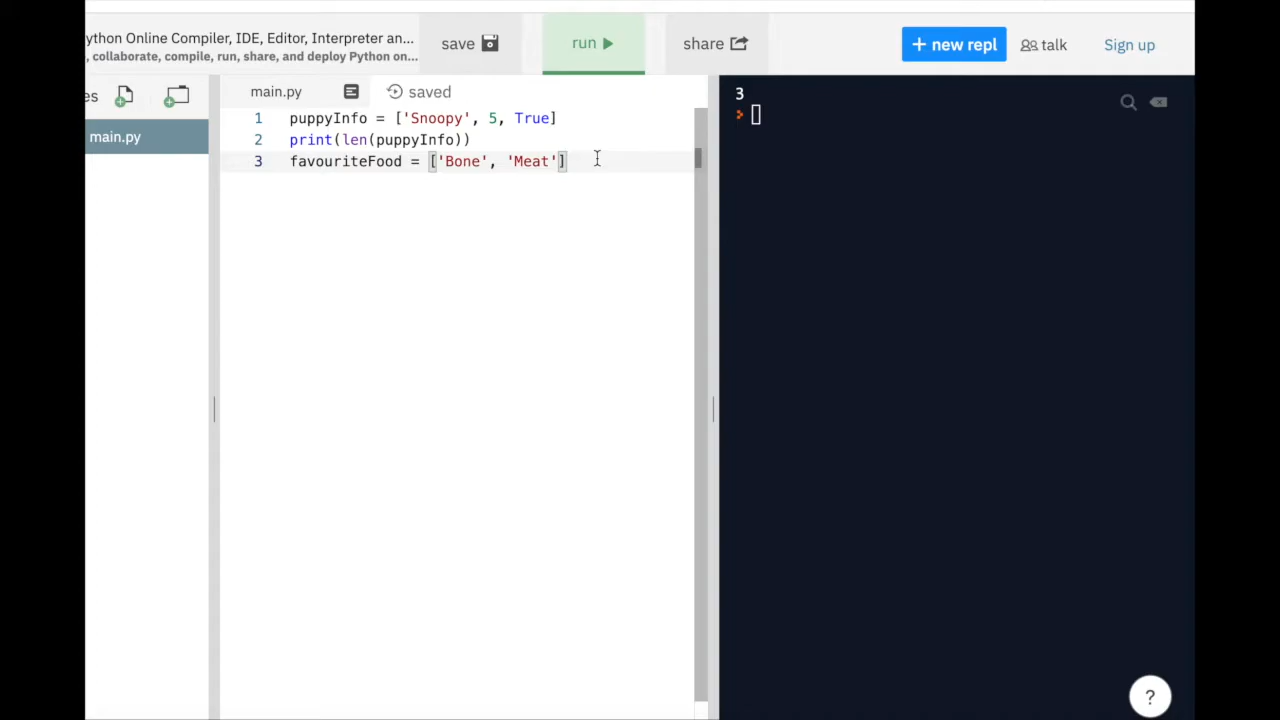 ython Online Compiler, IDE, Editor, Interpreter an...
, collaborate, compile, run, share, and deploy Python on...
save
run
share
+ new repl
talk
Sign up
es
main.py
main.py
saved
1 puppyInfo = ['Snoopy', 5, True]
2 print(len(puppyInfo))
3 favouriteFood = ['Bone', 'Meat']
3
?